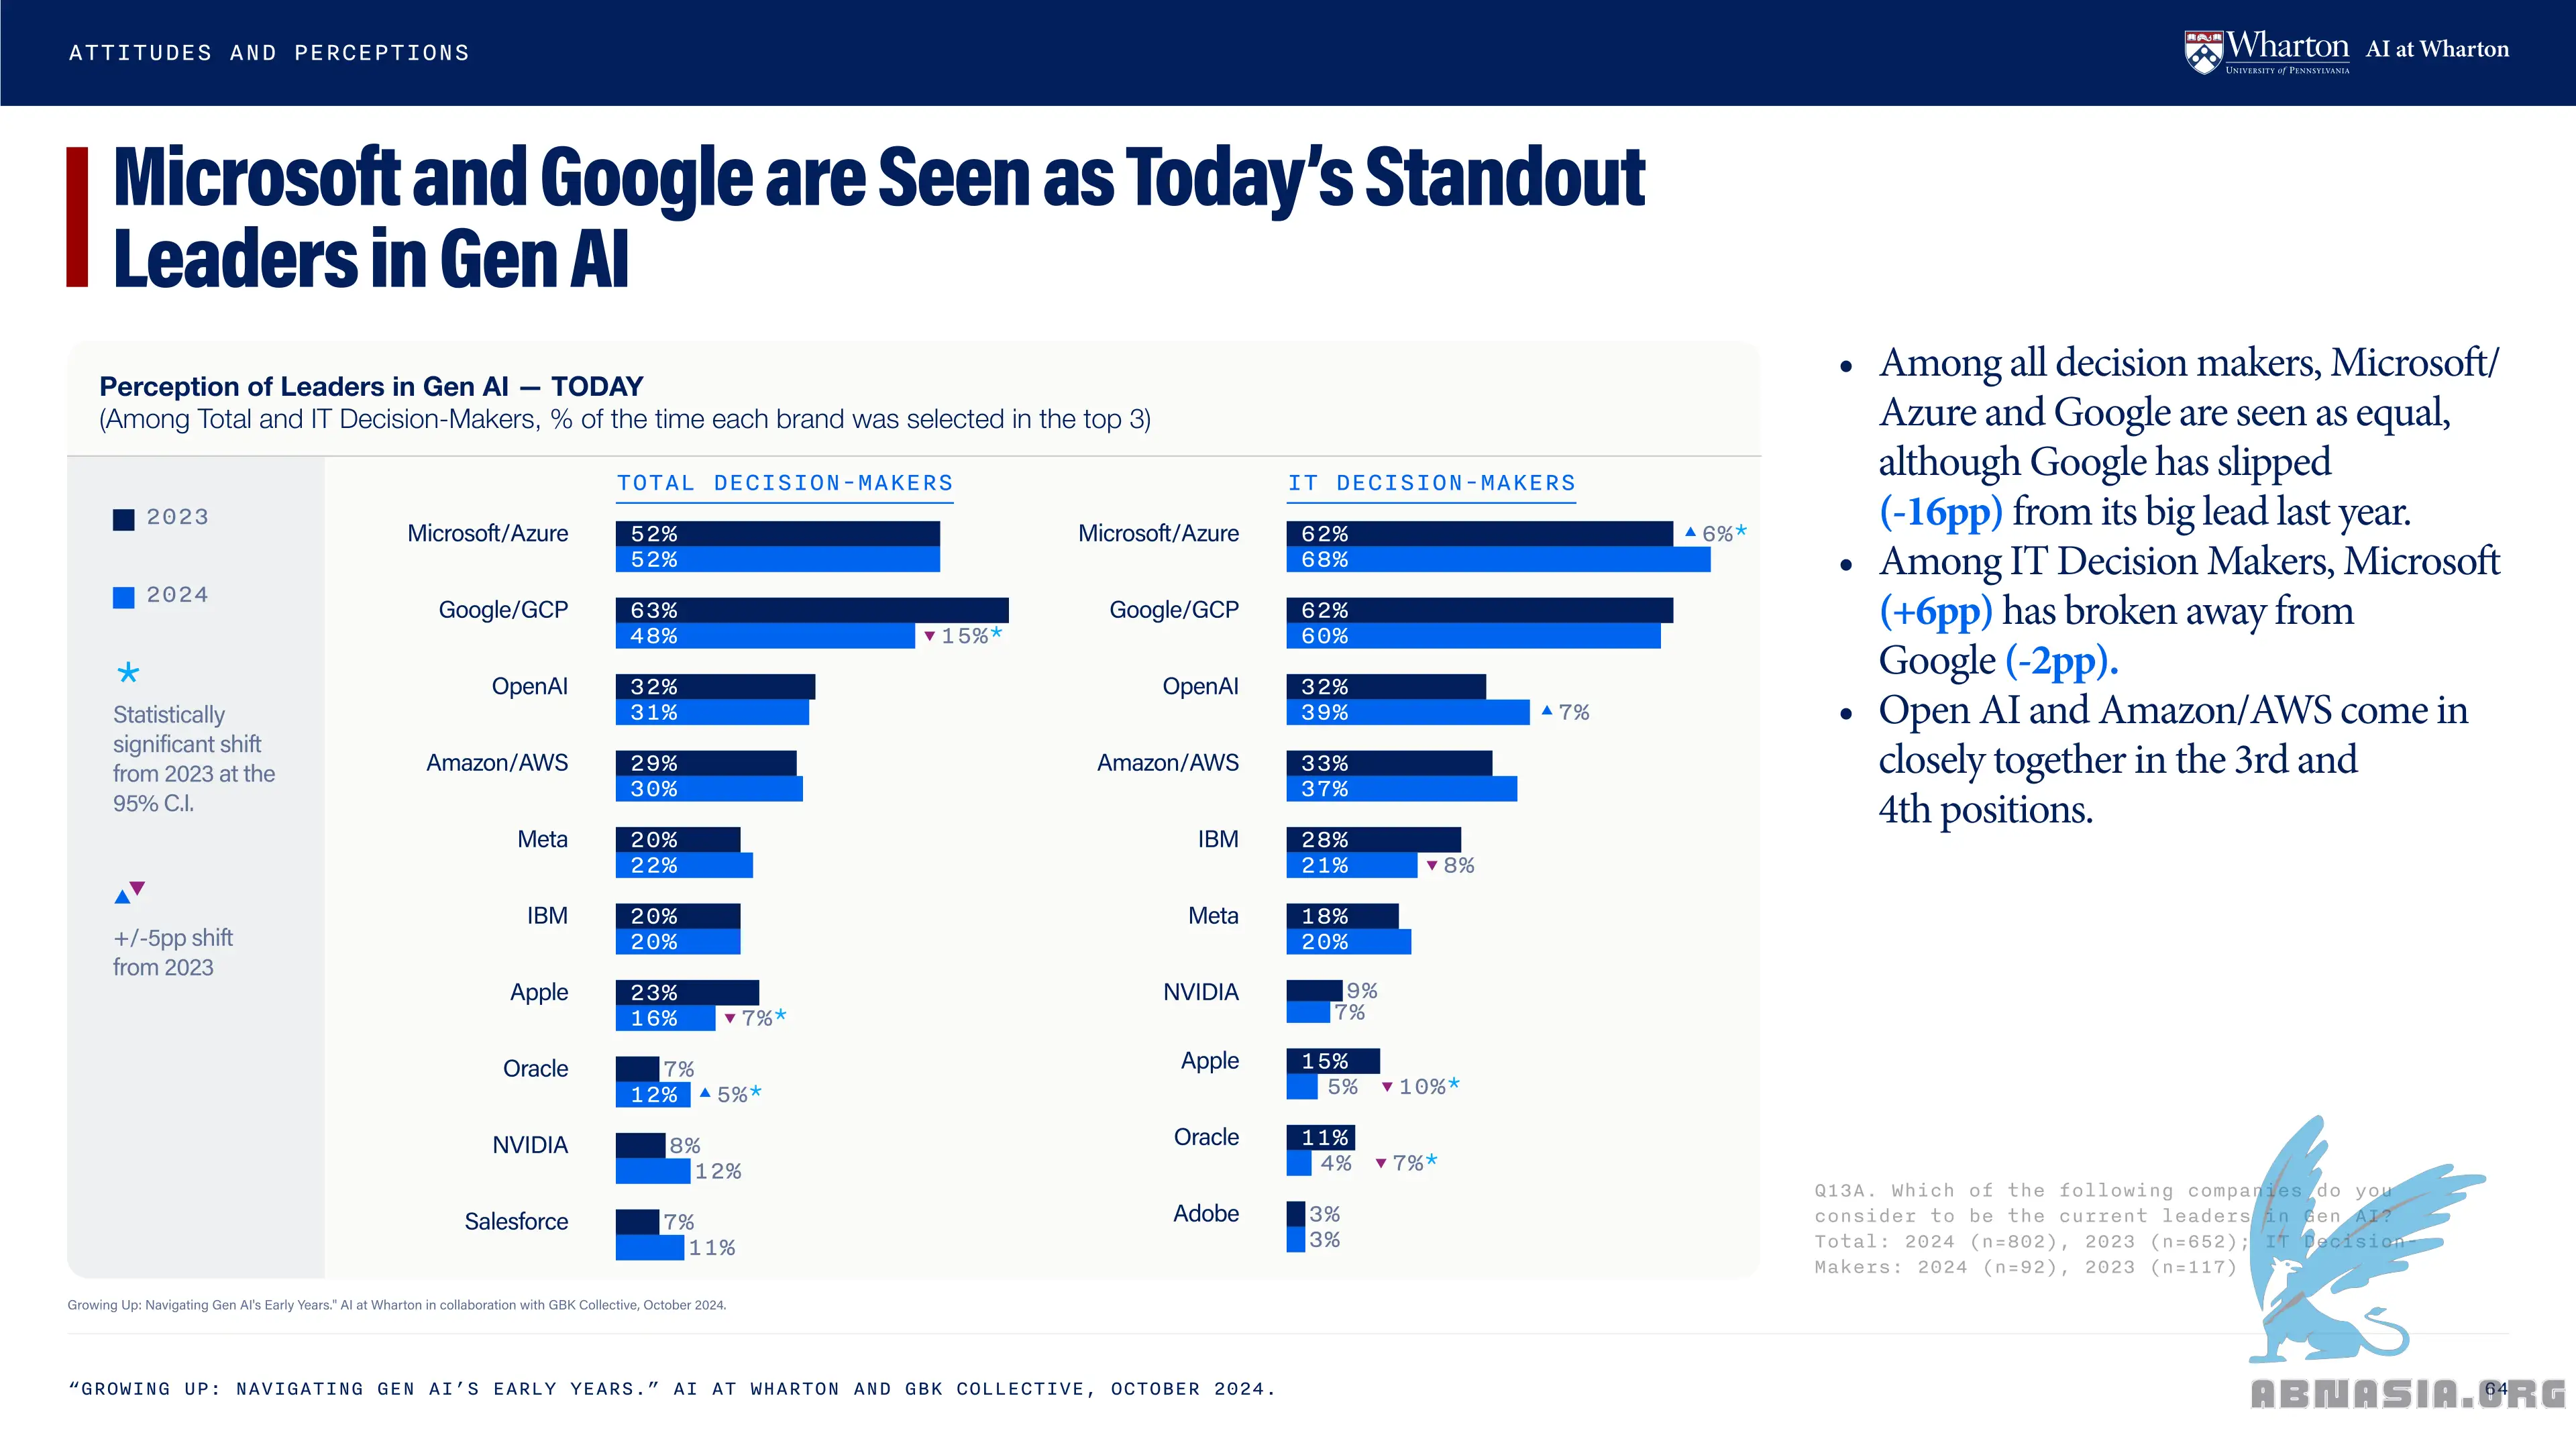 ATTITUDES AND PERCEPTIONS
Wharton
UNIVERSITY of PENNSYLVANIA
AI at Wharton
Microsoft and Google are Seen as Today’s Standout
Leaders in Gen AI
Perception of Leaders in Gen AI — TODAY
(Among Total and IT Decision-Makers, % of the time each brand was selected in the top 3)
2023
2024
*
Statistically
significant shift
from 2023 at the
95% C.I.
▲▼
+/-5pp shift
from 2023
TOTAL DECISION-MAKERS
Microsoft/Azure
52%
52%
Google/GCP
63%
48% ▼15%*
OpenAI
32%
31%
Amazon/AWS
29%
30%
Meta
20%
22%
IBM
20%
20%
Apple
23%
16% ▼7%*
Oracle
7%
12% ▲5%*
NVIDIA
8%
12%
Salesforce
7%
11%
IT DECISION-MAKERS
Microsoft/Azure
62% ▲6%*
68%
Google/GCP
62%
60%
OpenAI
32%
39% ▲7%
Amazon/AWS
33%
37%
IBM
28%
21% ▼8%
Meta
18%
20%
NVIDIA
9%
7%
Apple
15%
5% ▼10%*
Oracle
11%
4% ▼7%*
Adobe
3%
3%
• Among all decision makers, Microsoft/
Azure and Google are seen as equal,
although Google has slipped
(-16pp) from its big lead last year.
• Among IT Decision Makers, Microsoft
(+6pp) has broken away from
Google (-2pp).
• Open AI and Amazon/AWS come in
closely together in the 3rd and
4th positions.
Q13A. Which of the following companies do you
consider to be the current leaders in Gen AI?
Total: 2024 (n=802), 2023 (n=652); IT Decision-
Makers: 2024 (n=92), 2023 (n=117)
Growing Up: Navigating Gen AI's Early Years." AI at Wharton in collaboration with GBK Collective, October 2024.
“GROWING UP: NAVIGATING GEN AI’S EARLY YEARS.” AI AT WHARTON AND GBK COLLECTIVE, OCTOBER 2024.
64
ABNASIA.ORG